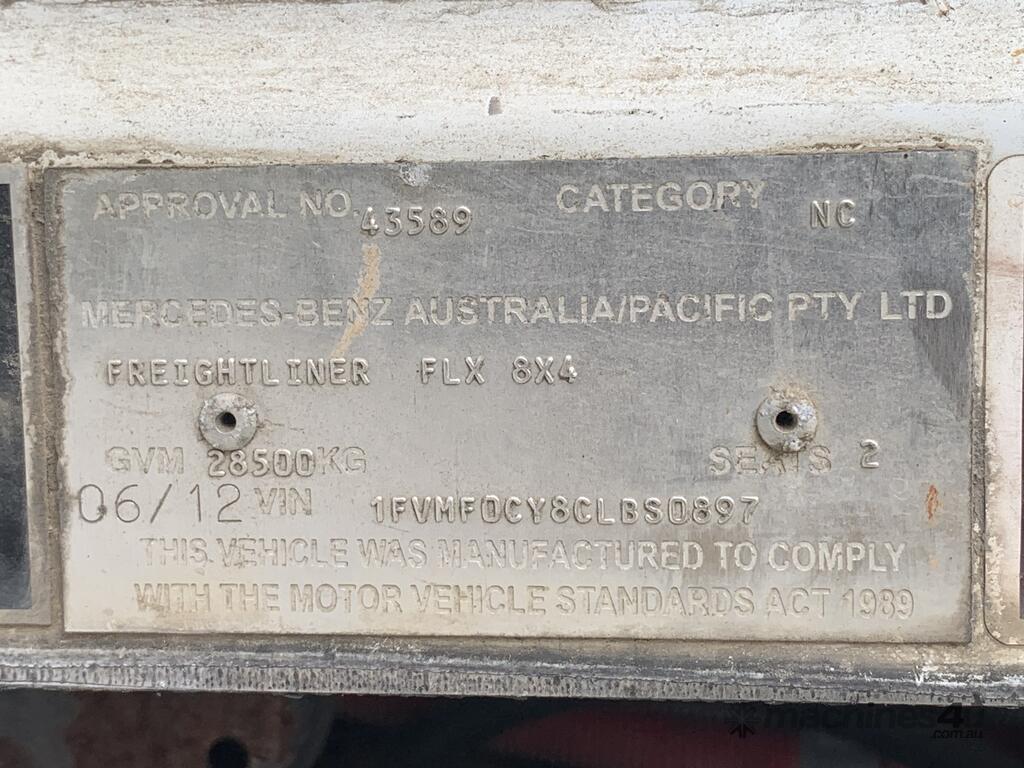 APPROVAL NO. 43589 CATEGORY NC
MERCEDES-BENZ AUSTRALIA/PACIFIC PTY LTD
FREIGHTLINER FLX 8X4
GVM 28500KG SEATS 2
06/12 VIN 1FVMF0CY8CLBS0897
THIS VEHICLE WAS MANUFACTURED TO COMPLY
WITH THE MOTOR VEHICLE STANDARDS ACT 1989
machines4u
.com.au